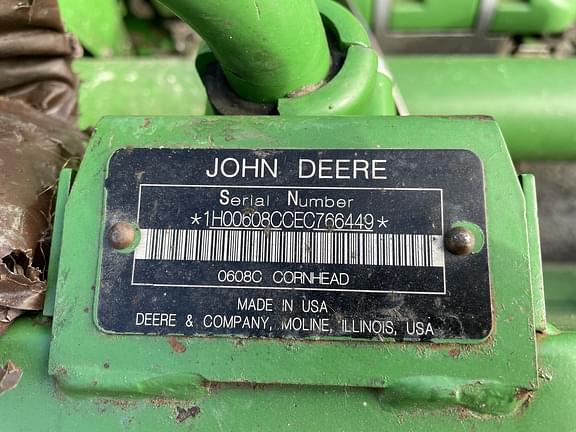 JOHN DEERE
Serial Number
*1H00608CCEC766449*
0608C CORNHEAD
MADE IN USA
DEERE & COMPANY, MOLINE, ILLINOIS, USA